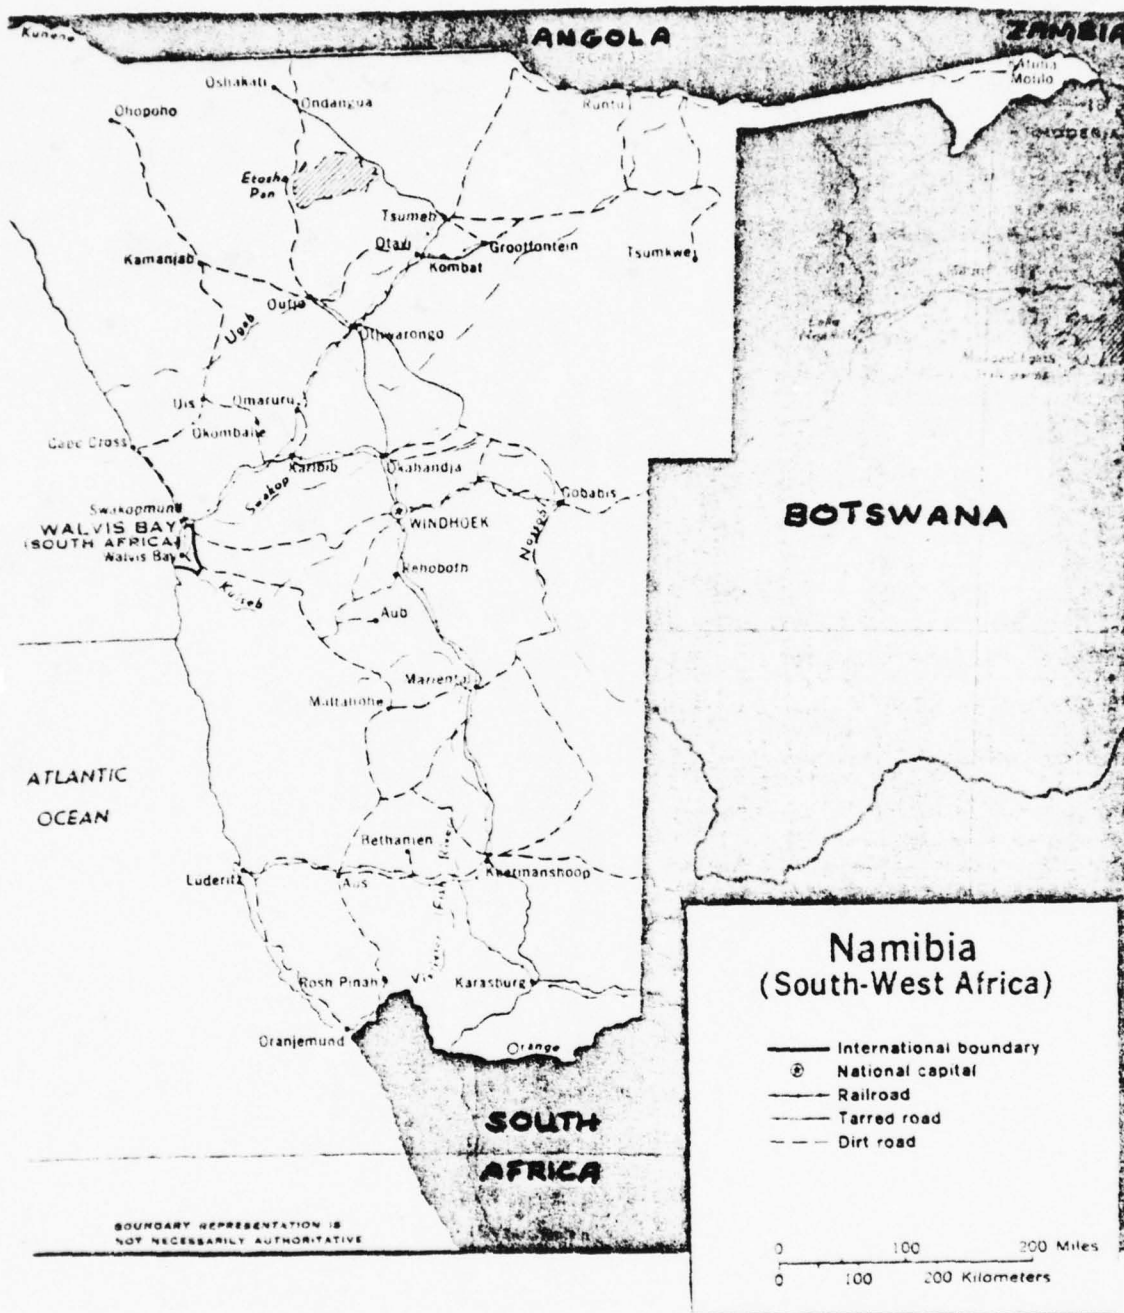 Kunene
ANGOLA
ZAMBIA
Oshakati
Ondangua
Ohopoho
Runtu
Katima
Molilo
Etosha
Pan
Tsumeb
Otavi
Grootfontein
Kombat
Tsumkwe
Kamanjab
Outjo
Ugab
Otjiwarongo
Uis
Omaruru
Okombahe
Cape Cross
Karibib
Okahandja
Swakop
Gobabis
Swakopmund
WALVIS BAY
(SOUTH AFRICA)
Walvis Bay
WINDHOEK
Nossob
BOTSWANA
Kuiseb
Rehoboth
Aub
Mariental
Maltahöhe
ATLANTIC
OCEAN
Bethanien
Luderitz
Aus
Keetmanshoop
Rosh Pinah
Karasburg
Oranjemund
Orange
SOUTH
AFRICA
Namibia
(South-West Africa)
International boundary
National capital
Railroad
Tarred road
Dirt road
BOUNDARY REPRESENTATION IS
NOT NECESSARILY AUTHORITATIVE
0 100 200 Miles
0 100 200 Kilometers